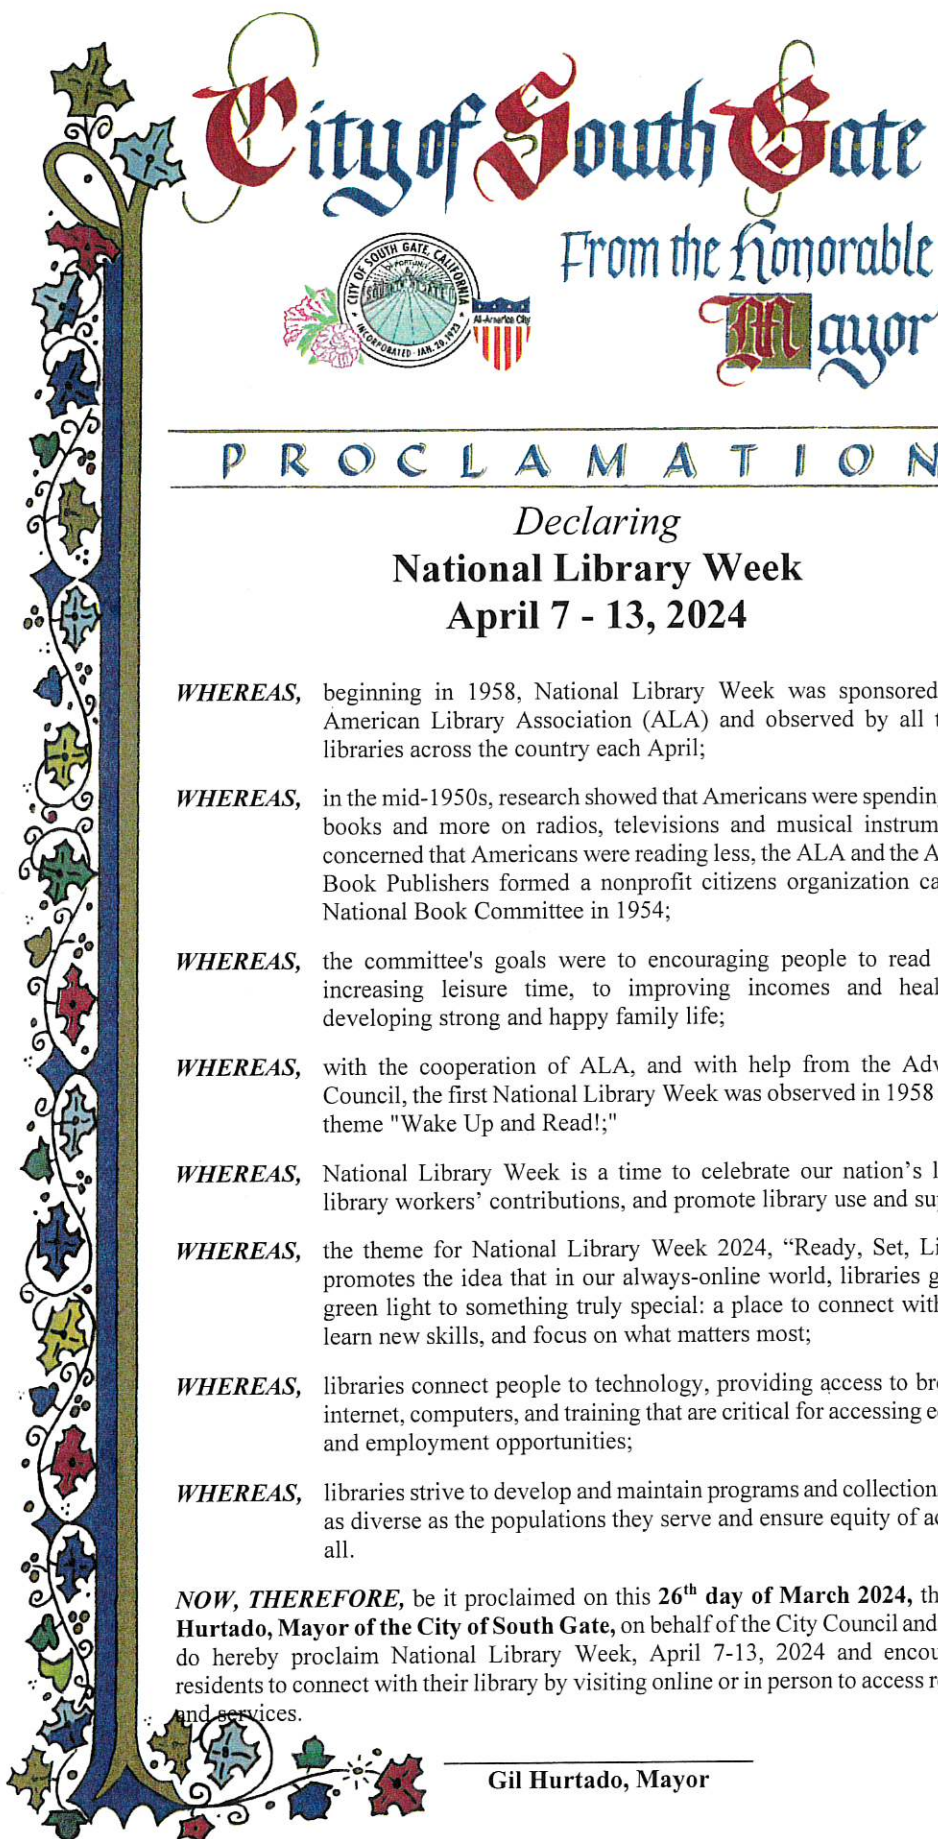 City of South Gate
From the Honorable
Mayor
CITY OF SOUTH GATE, CALIFORNIA
INCORPORATED - JAN. 20, 1923
All-America City
PROCLAMATION
Declaring
National Library Week
April 7 - 13, 2024
WHEREAS, beginning in 1958, National Library Week was sponsored
American Library Association (ALA) and observed by all t
libraries across the country each April;
WHEREAS, in the mid-1950s, research showed that Americans were spendin
books and more on radios, televisions and musical instrum
concerned that Americans were reading less, the ALA and the A
Book Publishers formed a nonprofit citizens organization ca
National Book Committee in 1954;
WHEREAS, the committee's goals were to encouraging people to read
increasing leisure time, to improving incomes and heal
developing strong and happy family life;
WHEREAS, with the cooperation of ALA, and with help from the Adv
Council, the first National Library Week was observed in 1958
theme "Wake Up and Read!;"
WHEREAS, National Library Week is a time to celebrate our nation’s l
library workers’ contributions, and promote library use and su
WHEREAS, the theme for National Library Week 2024, “Ready, Set, Li
promotes the idea that in our always-online world, libraries g
green light to something truly special: a place to connect with
learn new skills, and focus on what matters most;
WHEREAS, libraries connect people to technology, providing access to br
internet, computers, and training that are critical for accessing e
and employment opportunities;
WHEREAS, libraries strive to develop and maintain programs and collection
as diverse as the populations they serve and ensure equity of a
all.
NOW, THEREFORE, be it proclaimed on this 26th day of March 2024, th
Hurtado, Mayor of the City of South Gate, on behalf of the City Council and
do hereby proclaim National Library Week, April 7-13, 2024 and encou
residents to connect with their library by visiting online or in person to access r
and services.
Gil Hurtado, Mayor